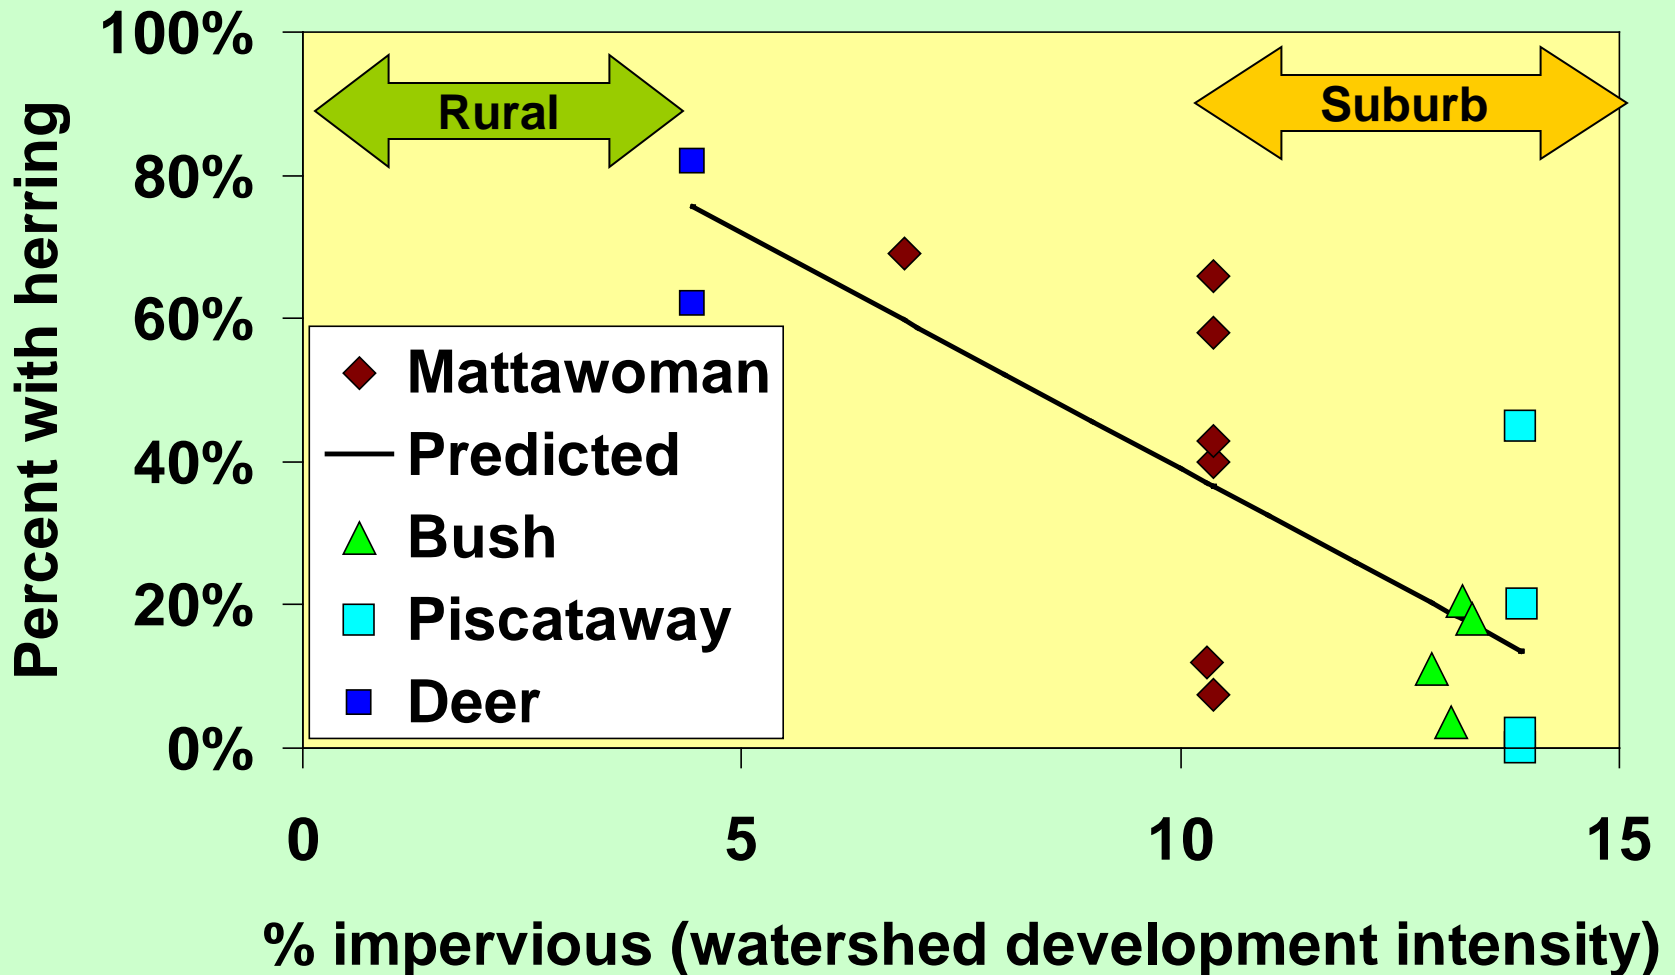 100%
80%
60%
40%
20%
0%
Percent with herring
Rural
Suburb
Mattawoman
Predicted
Bush
Piscataway
Deer
0 5 10 15
% impervious (watershed development intensity)